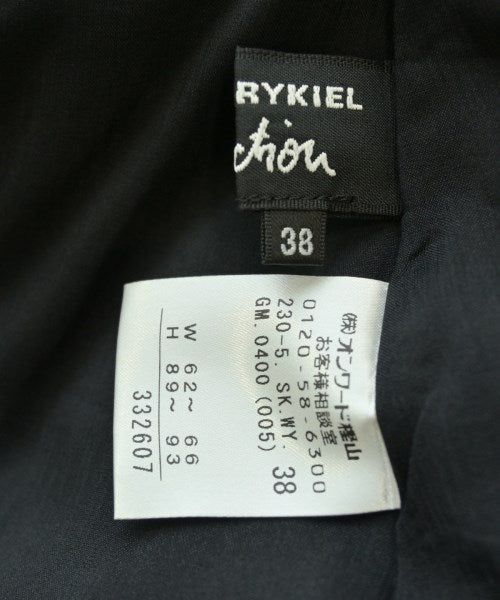 RYKIEL
ction
38
㈱オンワード樫山
お客様相談室
0120-58-6300
230-5. SK.WY. 38
GM.0400 (005)
W 62～ 66
H 89～ 93
332607